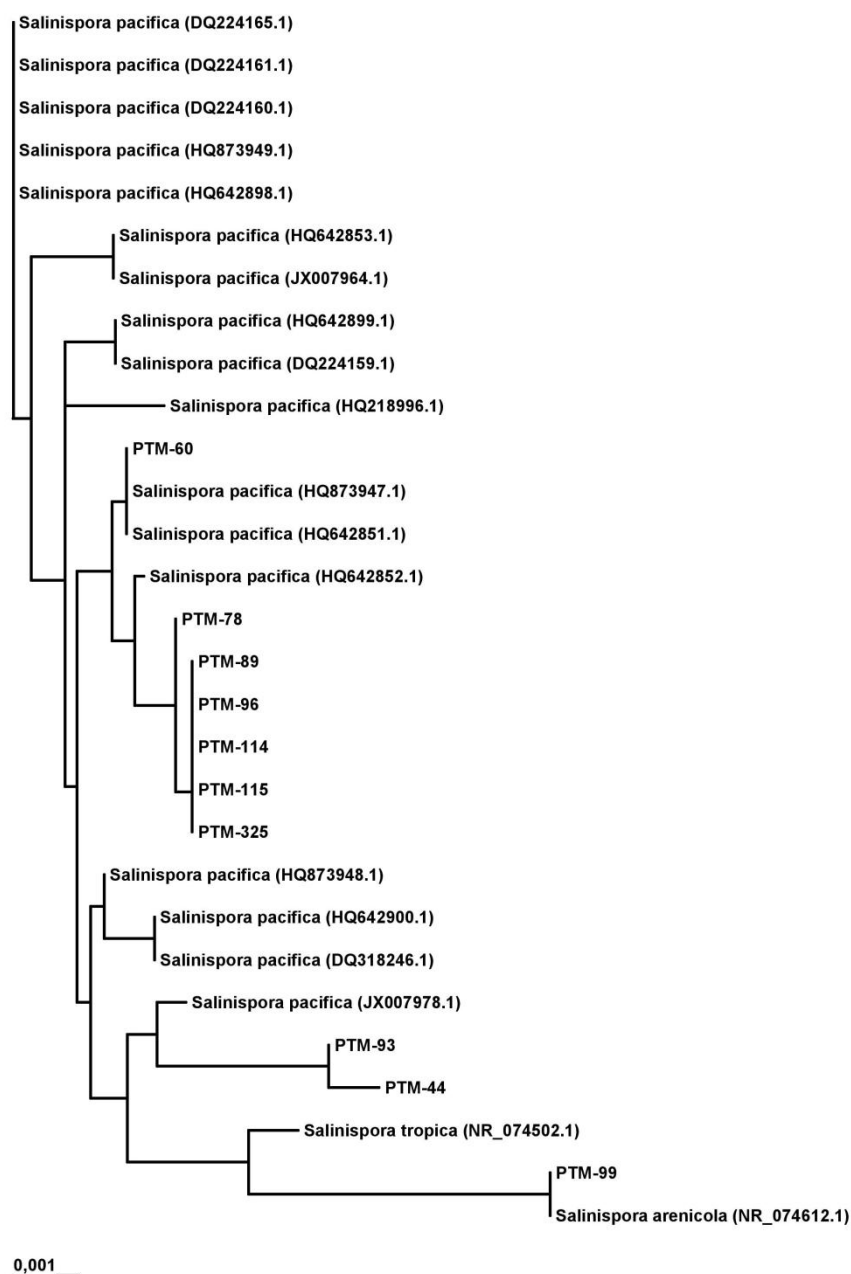 Salinispora pacifica (DQ224165.1)
Salinispora pacifica (DQ224161.1)
Salinispora pacifica (DQ224160.1)
Salinispora pacifica (HQ873949.1)
Salinispora pacifica (HQ642898.1)
Salinispora pacifica (HQ642853.1)
Salinispora pacifica (JX007964.1)
Salinispora pacifica (HQ642899.1)
Salinispora pacifica (DQ224159.1)
Salinispora pacifica (HQ218996.1)
PTM-60
Salinispora pacifica (HQ873947.1)
Salinispora pacifica (HQ642851.1)
Salinispora pacifica (HQ642852.1)
PTM-78
PTM-89
PTM-96
PTM-114
PTM-115
PTM-325
Salinispora pacifica (HQ873948.1)
Salinispora pacifica (HQ642900.1)
Salinispora pacifica (DQ318246.1)
Salinispora pacifica (JX007978.1)
PTM-93
PTM-44
Salinispora tropica (NR_074502.1)
PTM-99
Salinispora arenicola (NR_074612.1)
0,001